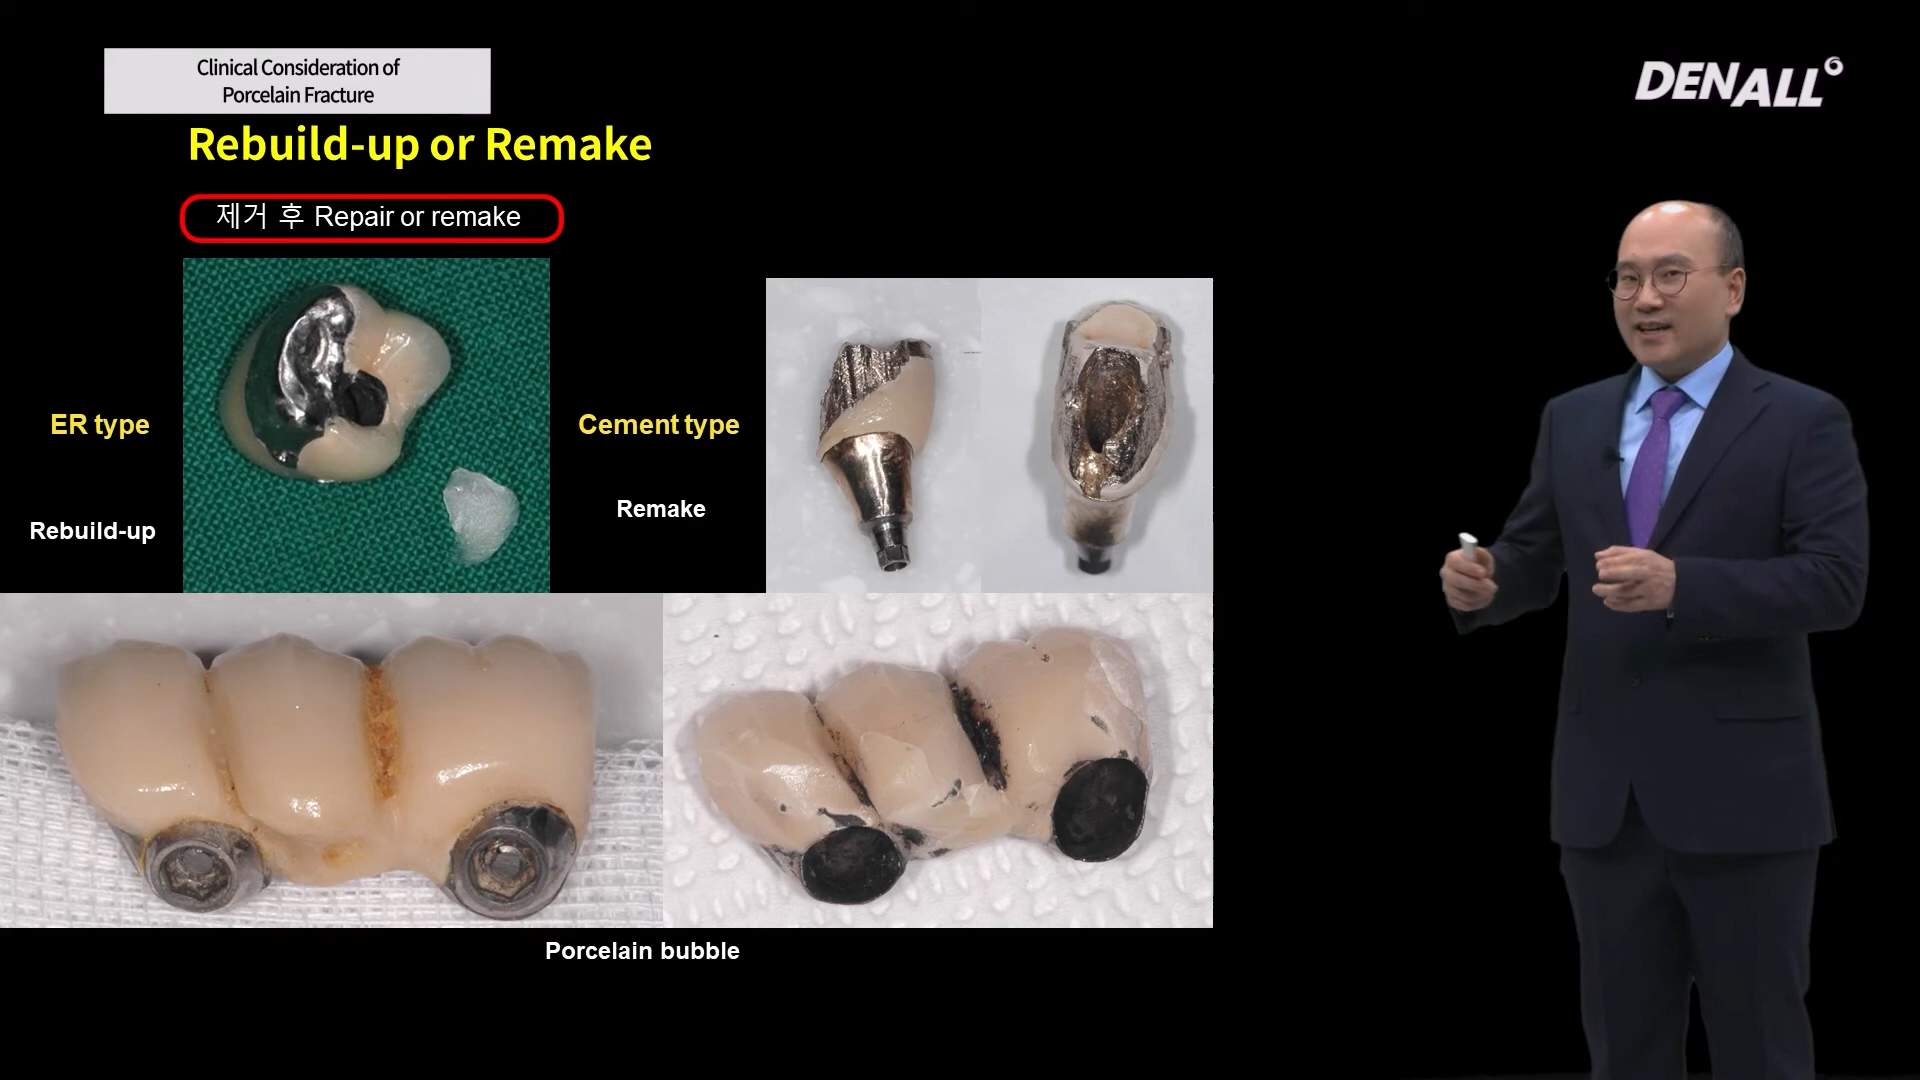 Clinical Consideration of
Porcelain Fracture
DENALL
Rebuild-up or Remake
제거 후 Repair or remake
ER type
Cement type
Rebuild-up
Remake
Porcelain bubble